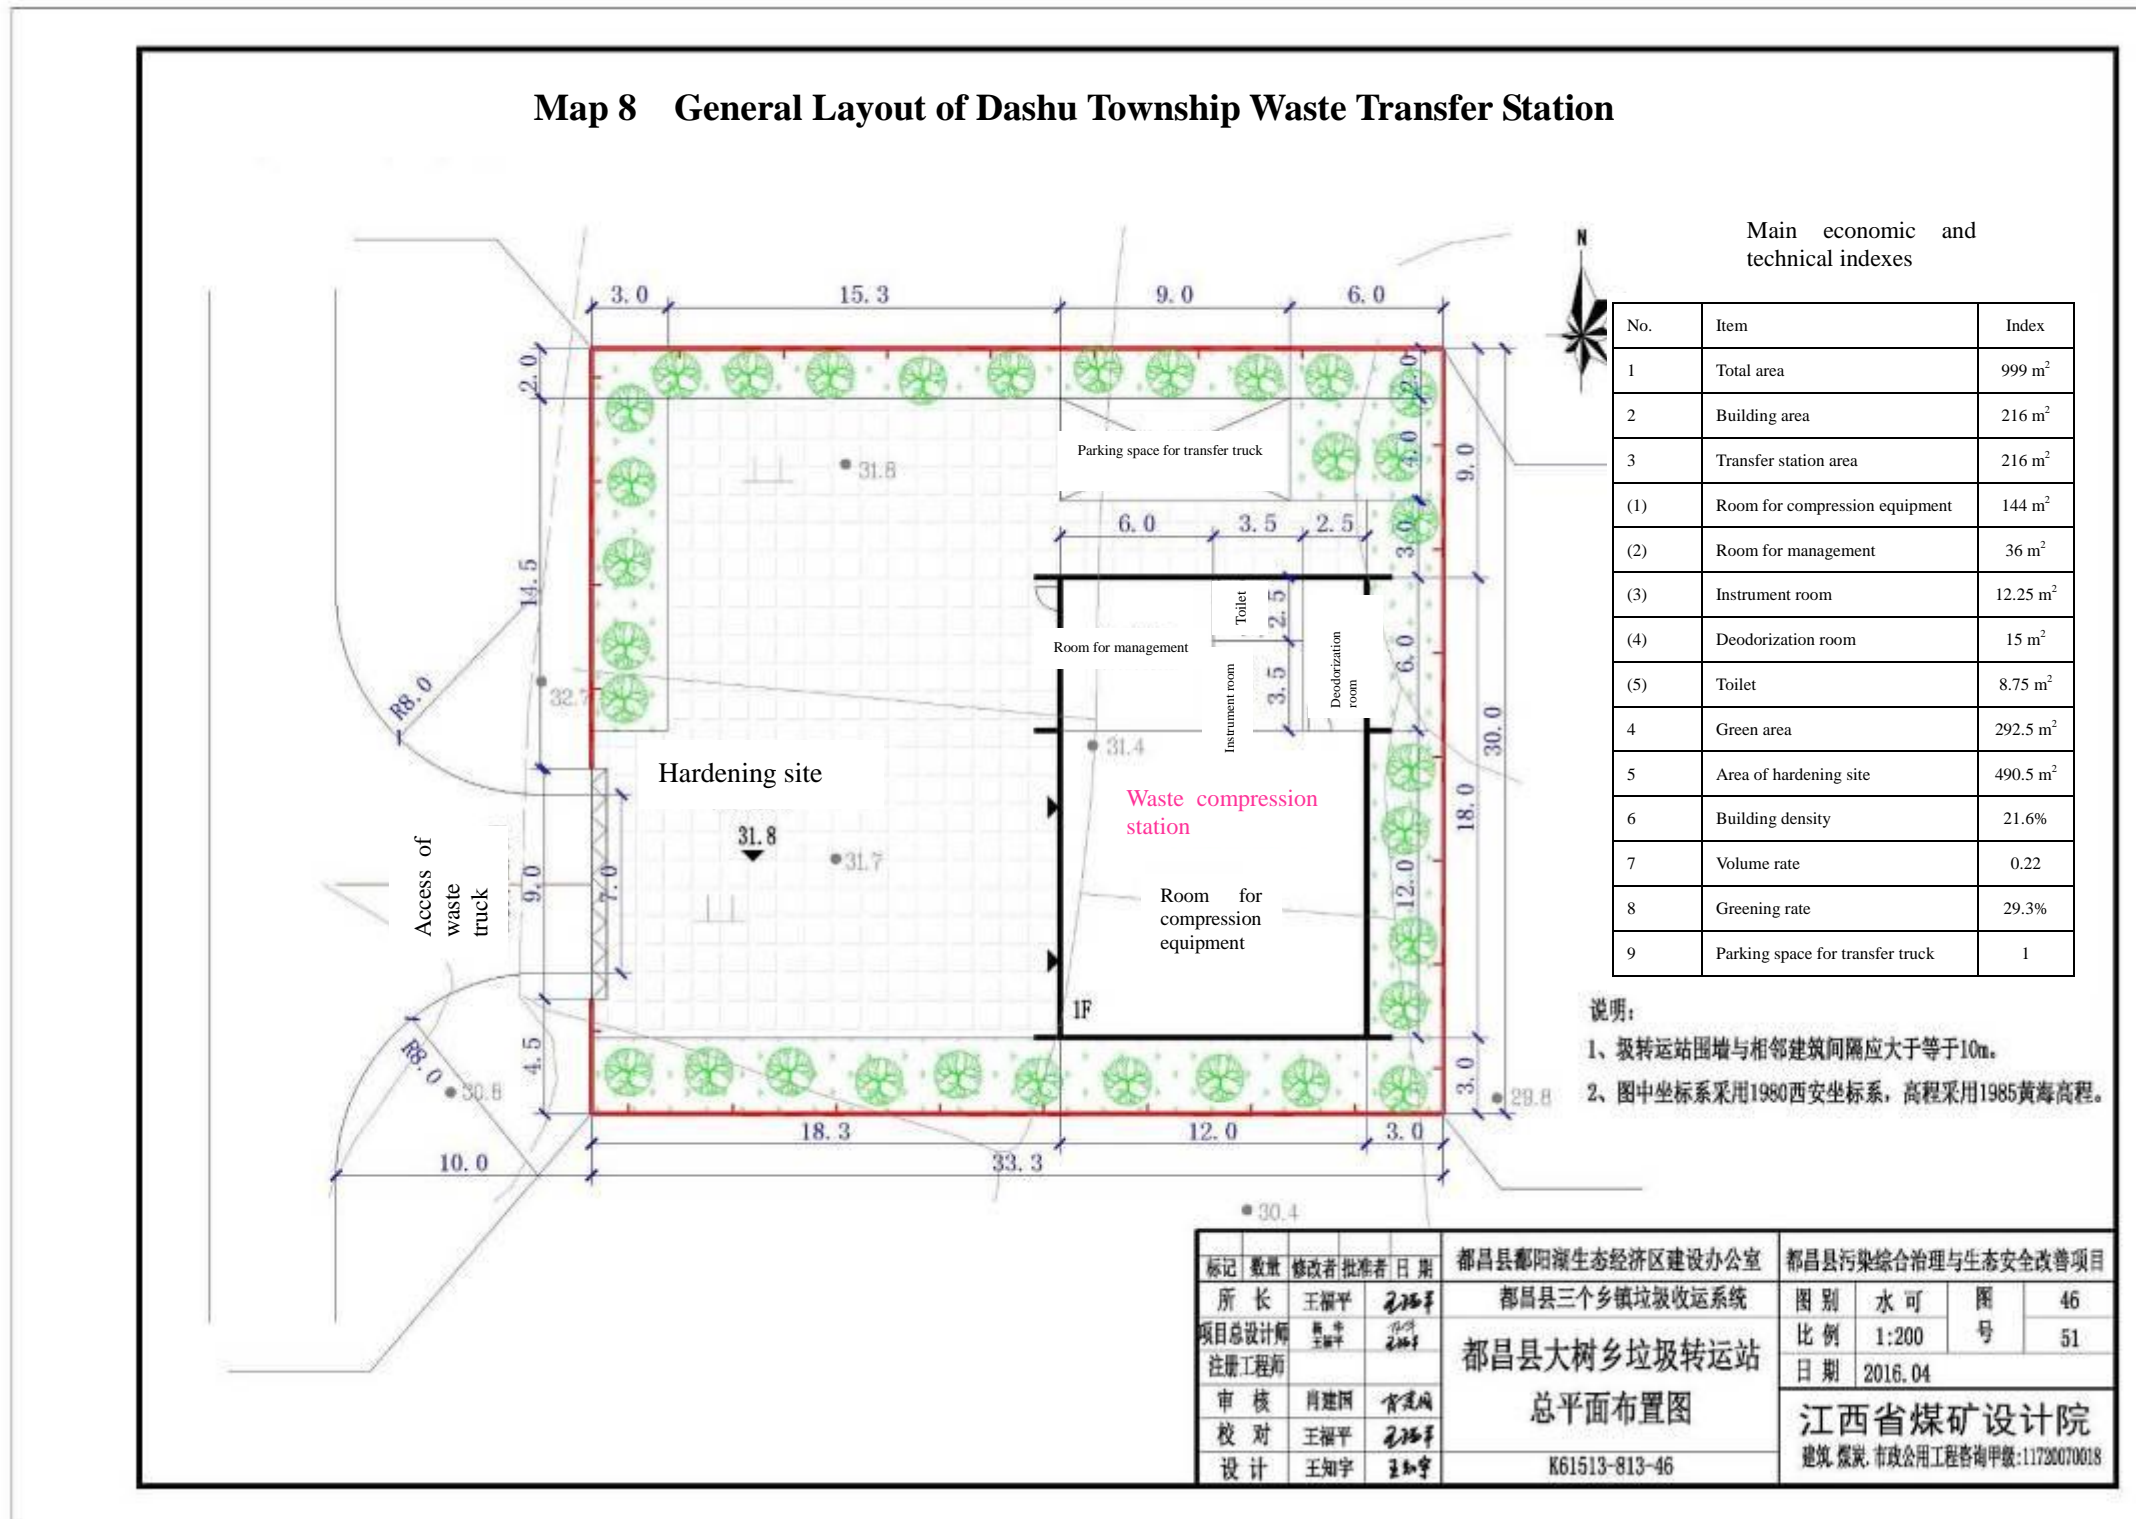 Map 8 General Layout of Dashu Township Waste Transfer Station
Main economic and
technical indexes
N
No. Item Index
1 Total area 999 m²
2 Building area 216 m²
3 Transfer station area 216 m²
(1) Room for compression equipment 144 m²
(2) Room for management 36 m²
(3) Instrument room 12.25 m²
(4) Deodorization room 15 m²
(5) Toilet 8.75 m²
4 Green area 292.5 m²
5 Area of hardening site 490.5 m²
6 Building density 21.6%
7 Volume rate 0.22
8 Greening rate 29.3%
9 Parking space for transfer truck 1
3.0 15.3 9.0 6.0
2.0
2.0
Parking space for transfer truck
31.8
4.0
9.0
6.0 3.5 2.5
3.0
14.5
Toilet
2.5
Room for management
Deodorization
room
6.0
Instrument room
3.5
R8.0
32.7
30.0
31.4
Hardening site
Waste compression
station
18.0
31.8
31.7
Access of
waste
truck
9.0
7.0
12.0
Room for
compression
equipment
1F
R8.0
4.5
30.8
3.0
29.8
18.3 12.0 3.0
10.0
33.3
30.4
说明:
1、圾转运站围墙与相邻建筑间隔应大于等于10m。
2、图中坐标系采用1980西安坐标系，高程采用1985黄海高程。
标记 数量 修改者 批准者 日期
所长 王福平
项目总设计师
注册工程师
审核 肖建国
校对 王福平
设计 王知宇
都昌县鄱阳湖生态经济区建设办公室
都昌县三个乡镇垃圾收运系统
都昌县大树乡垃圾转运站
总平面布置图
K61513-813-46
都昌县污染综合治理与生态安全改善项目
图别 水可 图号 46
比例 1:200 51
日期 2016.04
江西省煤矿设计院
建筑.煤炭.市政公用工程咨询甲级:11720070018